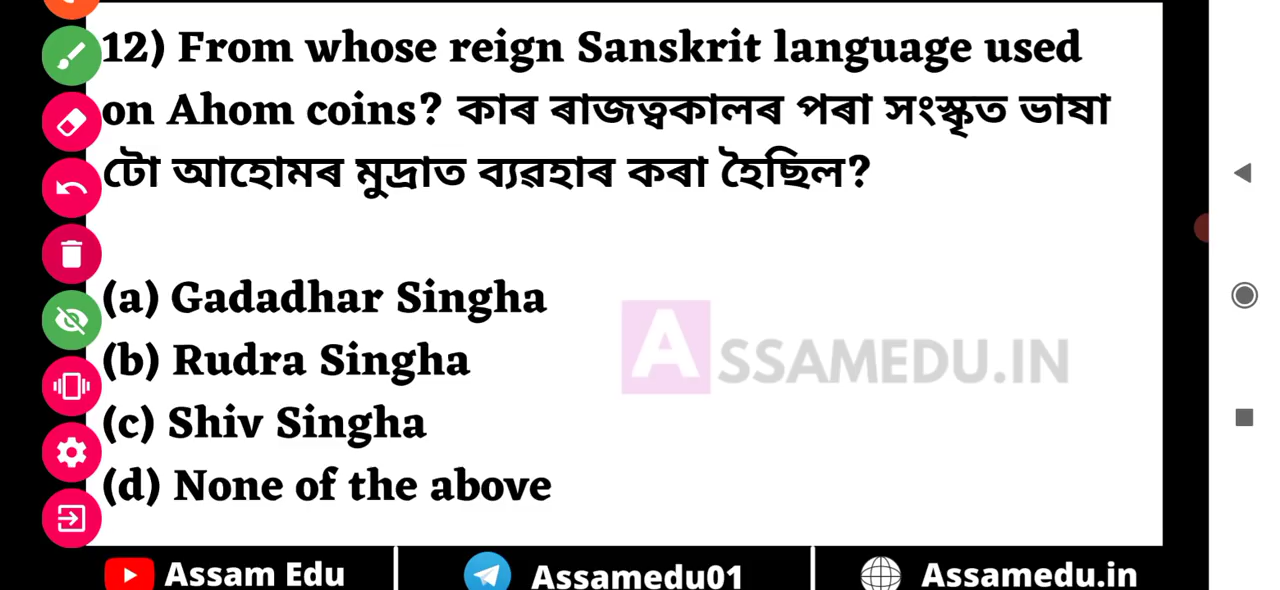 12) From whose reign Sanskrit language used
on Ahom coins? কাৰ ৰাজত্বকালৰ পৰা সংস্কৃত ভাষা
টো আহোমৰ মুদ্ৰাত ব্যৱহাৰ কৰা হৈছিল?
(a) Gadadhar Singha
(b) Rudra Singha
ASSAMEDU.IN
(c) Shiv Singha
(d) None of the above
Assam Edu
Assamedu01
Assamedu.in